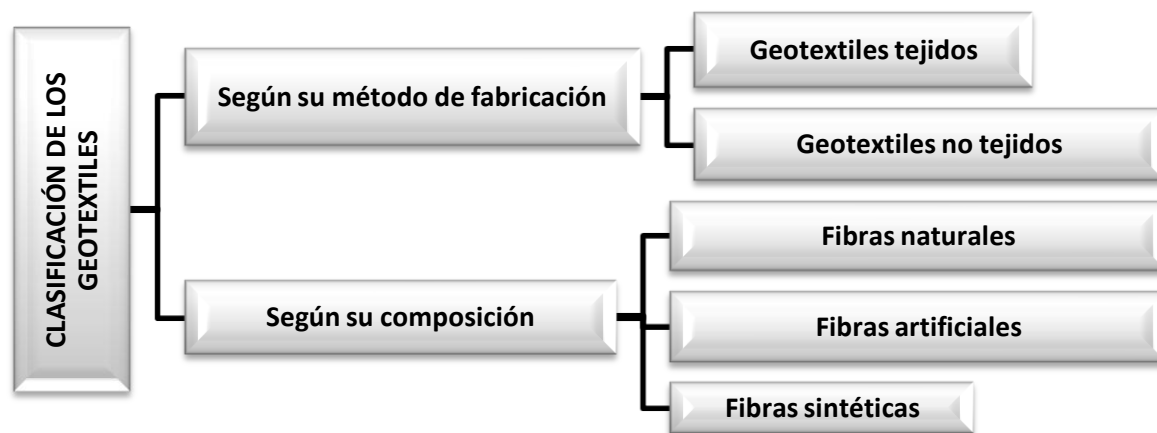 CLASIFICACIÓN DE LOS
GEOTEXTILES
Según su método de fabricación
Geotextiles tejidos
Geotextiles no tejidos
Según su composición
Fibras naturales
Fibras artificiales
Fibras sintéticas